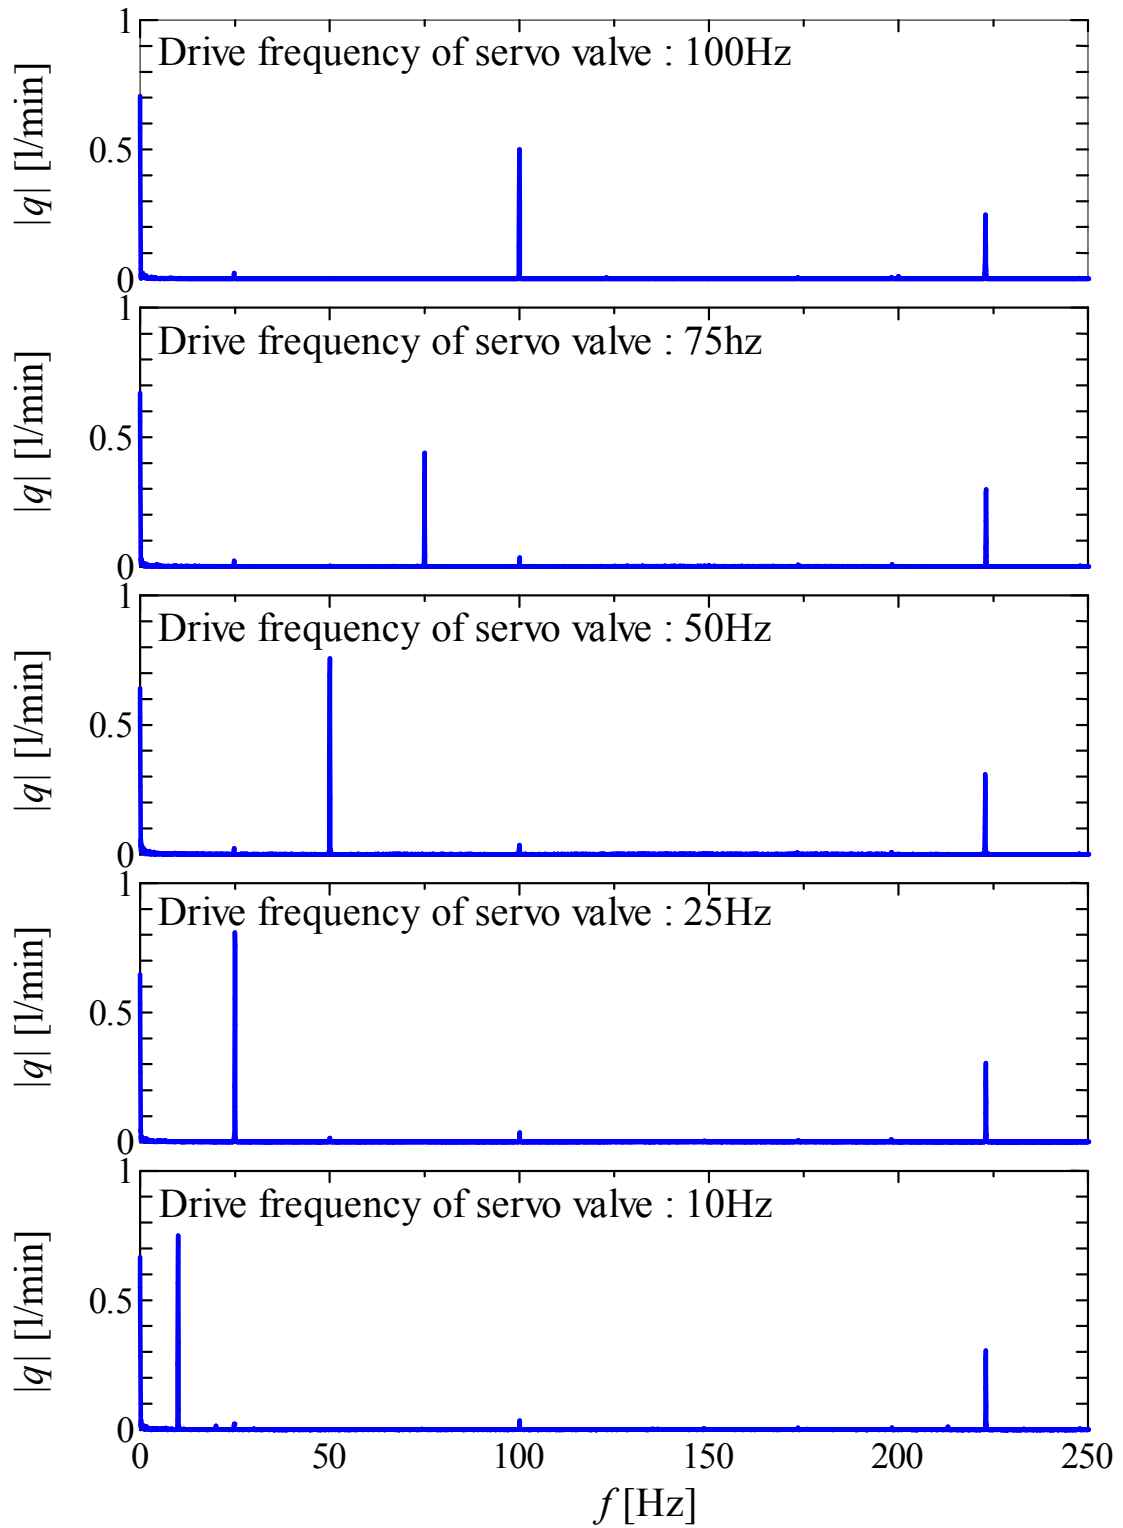 1
Drive frequency of servo valve : 100Hz
0.5
|q| [l/min]
0
1
Drive frequency of servo valve : 75hz
0.5
|q| [l/min]
0
1
Drive frequency of servo valve : 50Hz
0.5
|q| [l/min]
0
1
Drive frequency of servo valve : 25Hz
0.5
|q| [l/min]
0
1
Drive frequency of servo valve : 10Hz
0.5
|q| [l/min]
0
0 50 100 150 200 250
f [Hz]